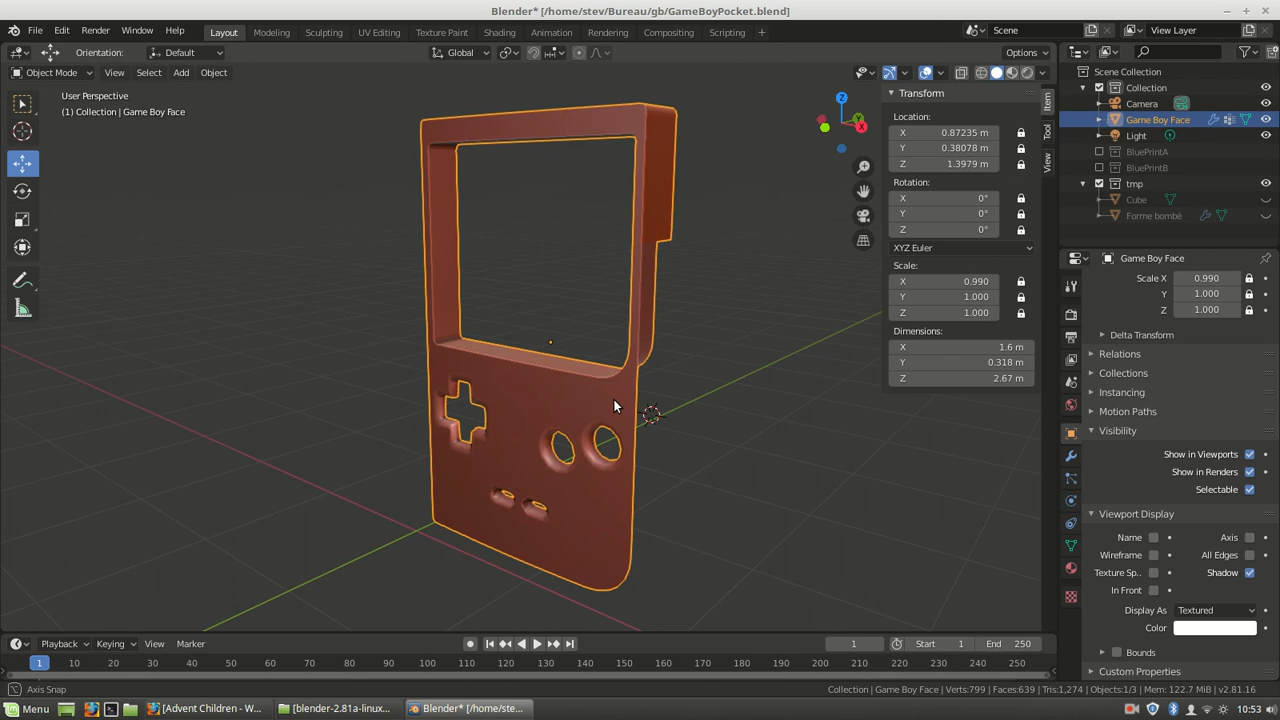 Blender* [/home/stev/Bureau/gb/GameBoyPocket.blend]
File Edit Render Window Help Layout Modeling Sculpting UV Editing Texture Paint Shading Animation Rendering Compositing Scripting + Scene View Layer
Orientation: Default Global Options
Object Mode View Select Add Object
User Perspective
(1) Collection | Game Boy Face
Z
Y
X
Transform
Location:
X 0.87235 m
Y 0.38078 m
Z 1.3979 m
Rotation:
X 0°
Y 0°
Z 0°
XYZ Euler
Scale:
X 0.990
Y 1.000
Z 1.000
Dimensions:
X 1.6 m
Y 0.318 m
Z 2.67 m
Item
Tool
View
Scene Collection
Collection
Camera
Game Boy Face
Light
BluePrintA
BluePrintB
tmp
Cube
Forme bombé
Game Boy Face
Scale X 0.990
Y 1.000
Z 1.000
Delta Transform
Relations
Collections
Instancing
Motion Paths
Visibility
Show in Viewports
Show in Renders
Selectable
Viewport Display
Name Axis
Wireframe All Edges
Texture Sp.. Shadow
In Front
Display As Textured
Color
Bounds
Custom Properties
Playback Keying View Marker 1 Start 1 End 250
1 10 20 30 40 50 60 70 80 90 100 110 120 130 140 150 160 170 180 190 200 210 220 230 240 250
Axis Snap Collection | Game Boy Face | Verts:799 | Faces:639 | Tris:1,274 | Objects:1/3 | Mem: 122.7 MiB | v2.81.16
Menu [Advent Children - W... [blender-2.81a-linux... Blender* [/home/ste... 10:53